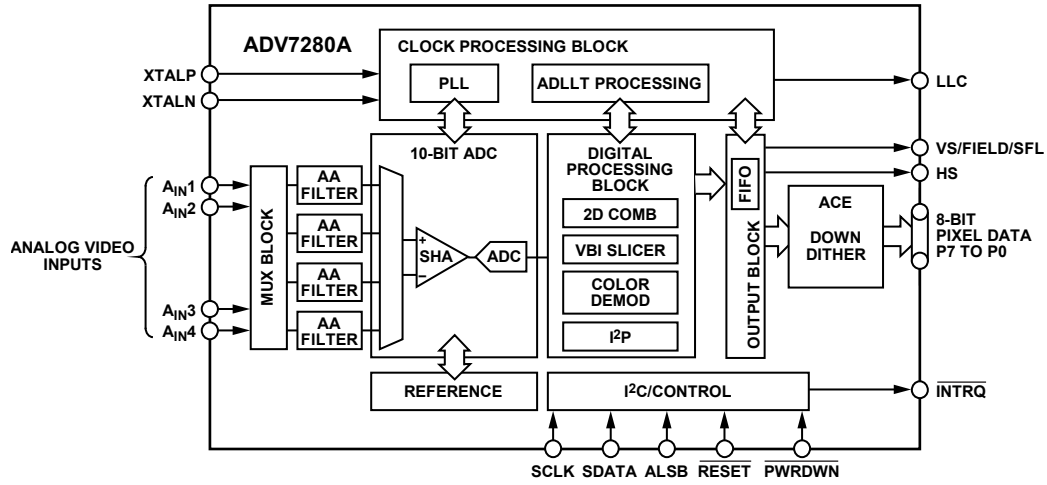 ADV7280A
CLOCK PROCESSING BLOCK
PLL
ADLLT PROCESSING
XTALP
XTALN
LLC
10-BIT ADC
DIGITAL
PROCESSING
BLOCK
2D COMB
VBI SLICER
COLOR
DEMOD
I²P
VS/FIELD/SFL
HS
FIFO
OUTPUT BLOCK
ACE
DOWN
DITHER
8-BIT
PIXEL DATA
P7 TO P0
ANALOG VIDEO
INPUTS
AIN1
AIN2
AIN3
AIN4
MUX BLOCK
AA
FILTER
AA
FILTER
AA
FILTER
AA
FILTER
+
SHA
−
ADC
REFERENCE
I²C/CONTROL
INTRQ
SCLK
SDATA
ALSB
RESET
PWRDWN